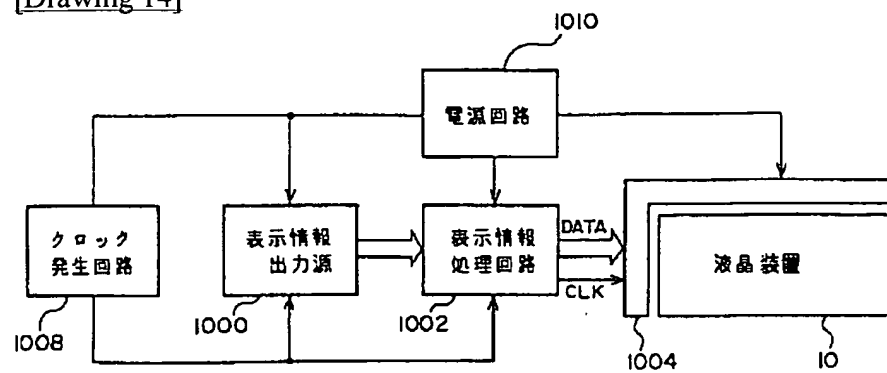 [Drawing 14]
1010
電源回路
クロック
発生回路
表示情報
出力源
表示情報
処理回路
DATA
CLK
液晶装置
1008
1000
1002
1004
10